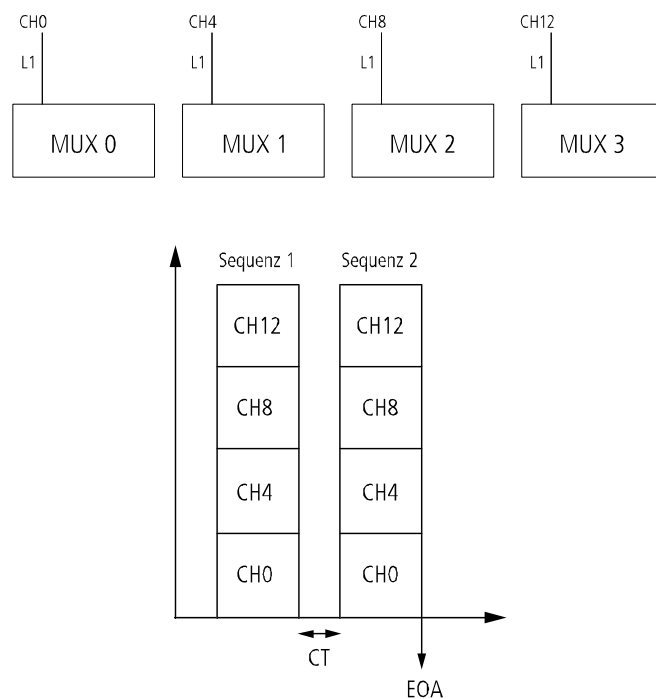 CH0 CH4 CH8 CH12
L1 L1 L1 L1
MUX 0 MUX 1 MUX 2 MUX 3
Sequenz 1 Sequenz 2
CH12 CH12
CH8 CH8
CH4 CH4
CH0 CH0
CT
EOA